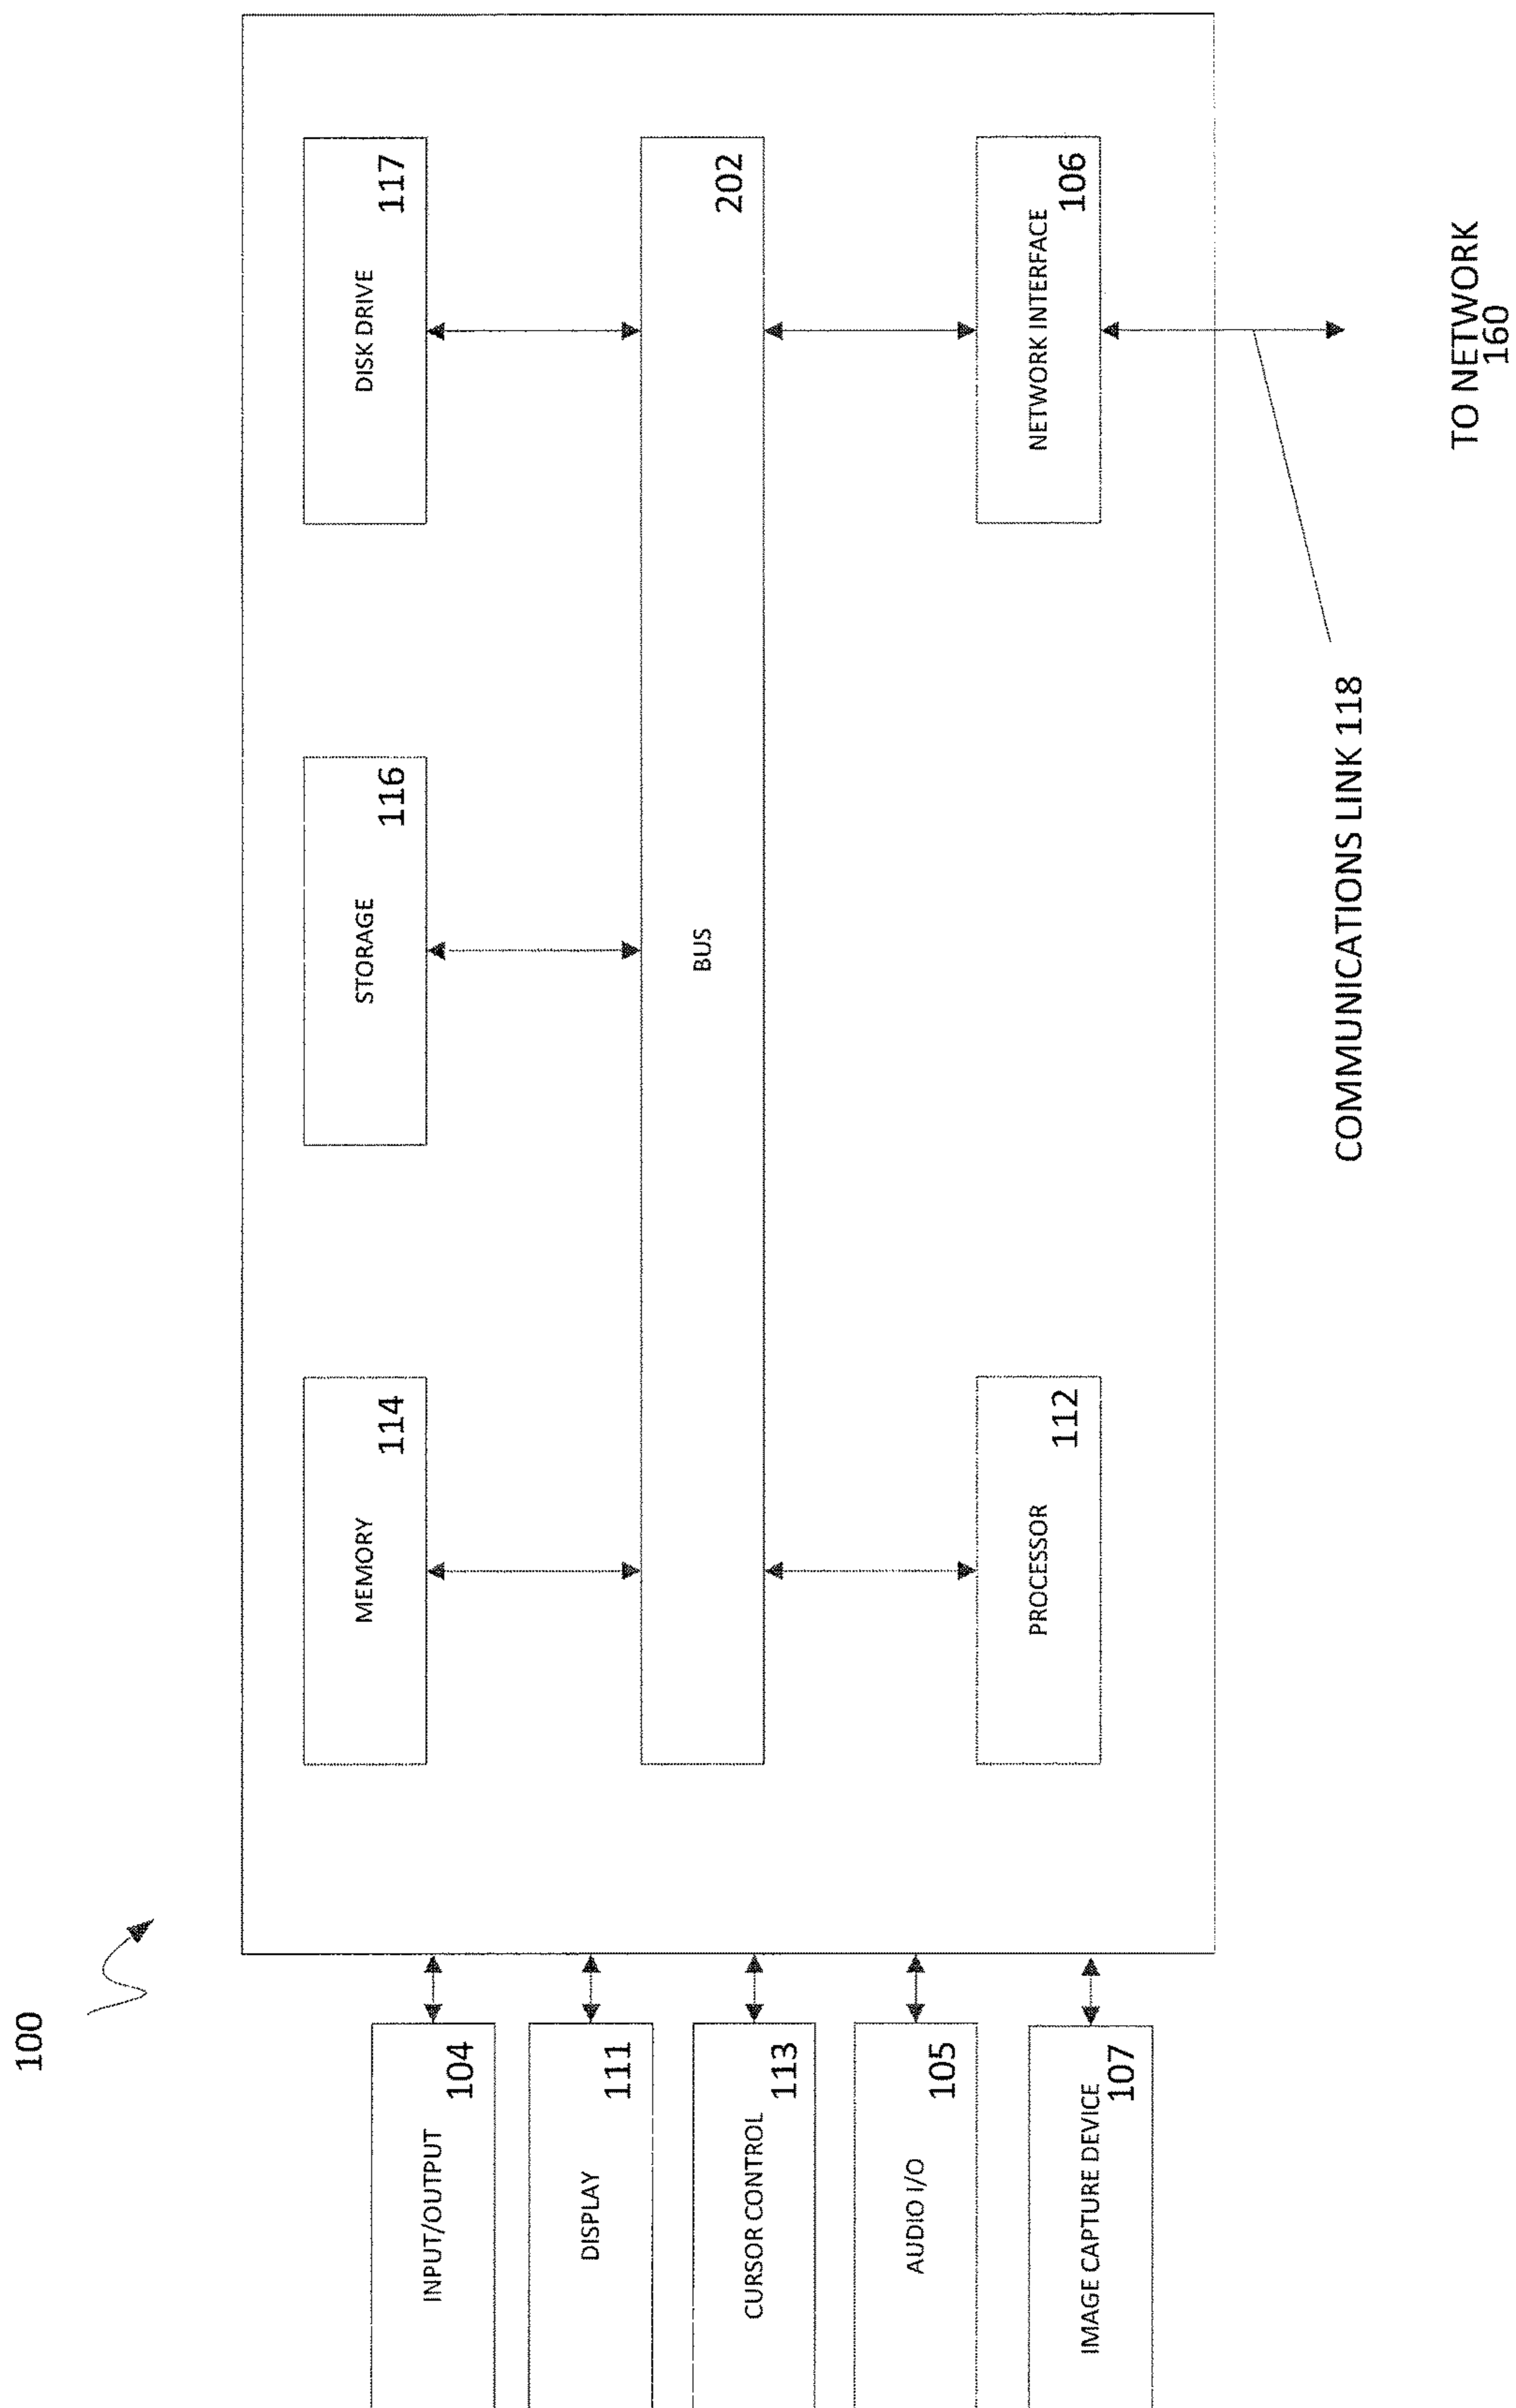 100
INPUT/OUTPUT
104
DISPLAY
111
CURSOR CONTROL
113
AUDIO I/O
105
IMAGE CAPTURE DEVICE
107
MEMORY
114
STORAGE
116
DISK DRIVE
117
BUS
202
PROCESSOR
112
NETWORK INTERFACE
106
COMMUNICATIONS LINK 118
TO NETWORK
160